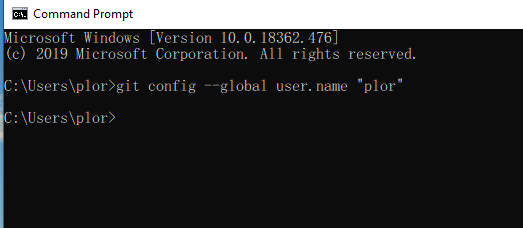 Command Prompt
Microsoft Windows [Version 10.0.18362.476]
(c) 2019 Microsoft Corporation. All rights reserved.
C:\Users\plor>git config --global user.name "plor"
C:\Users\plor>